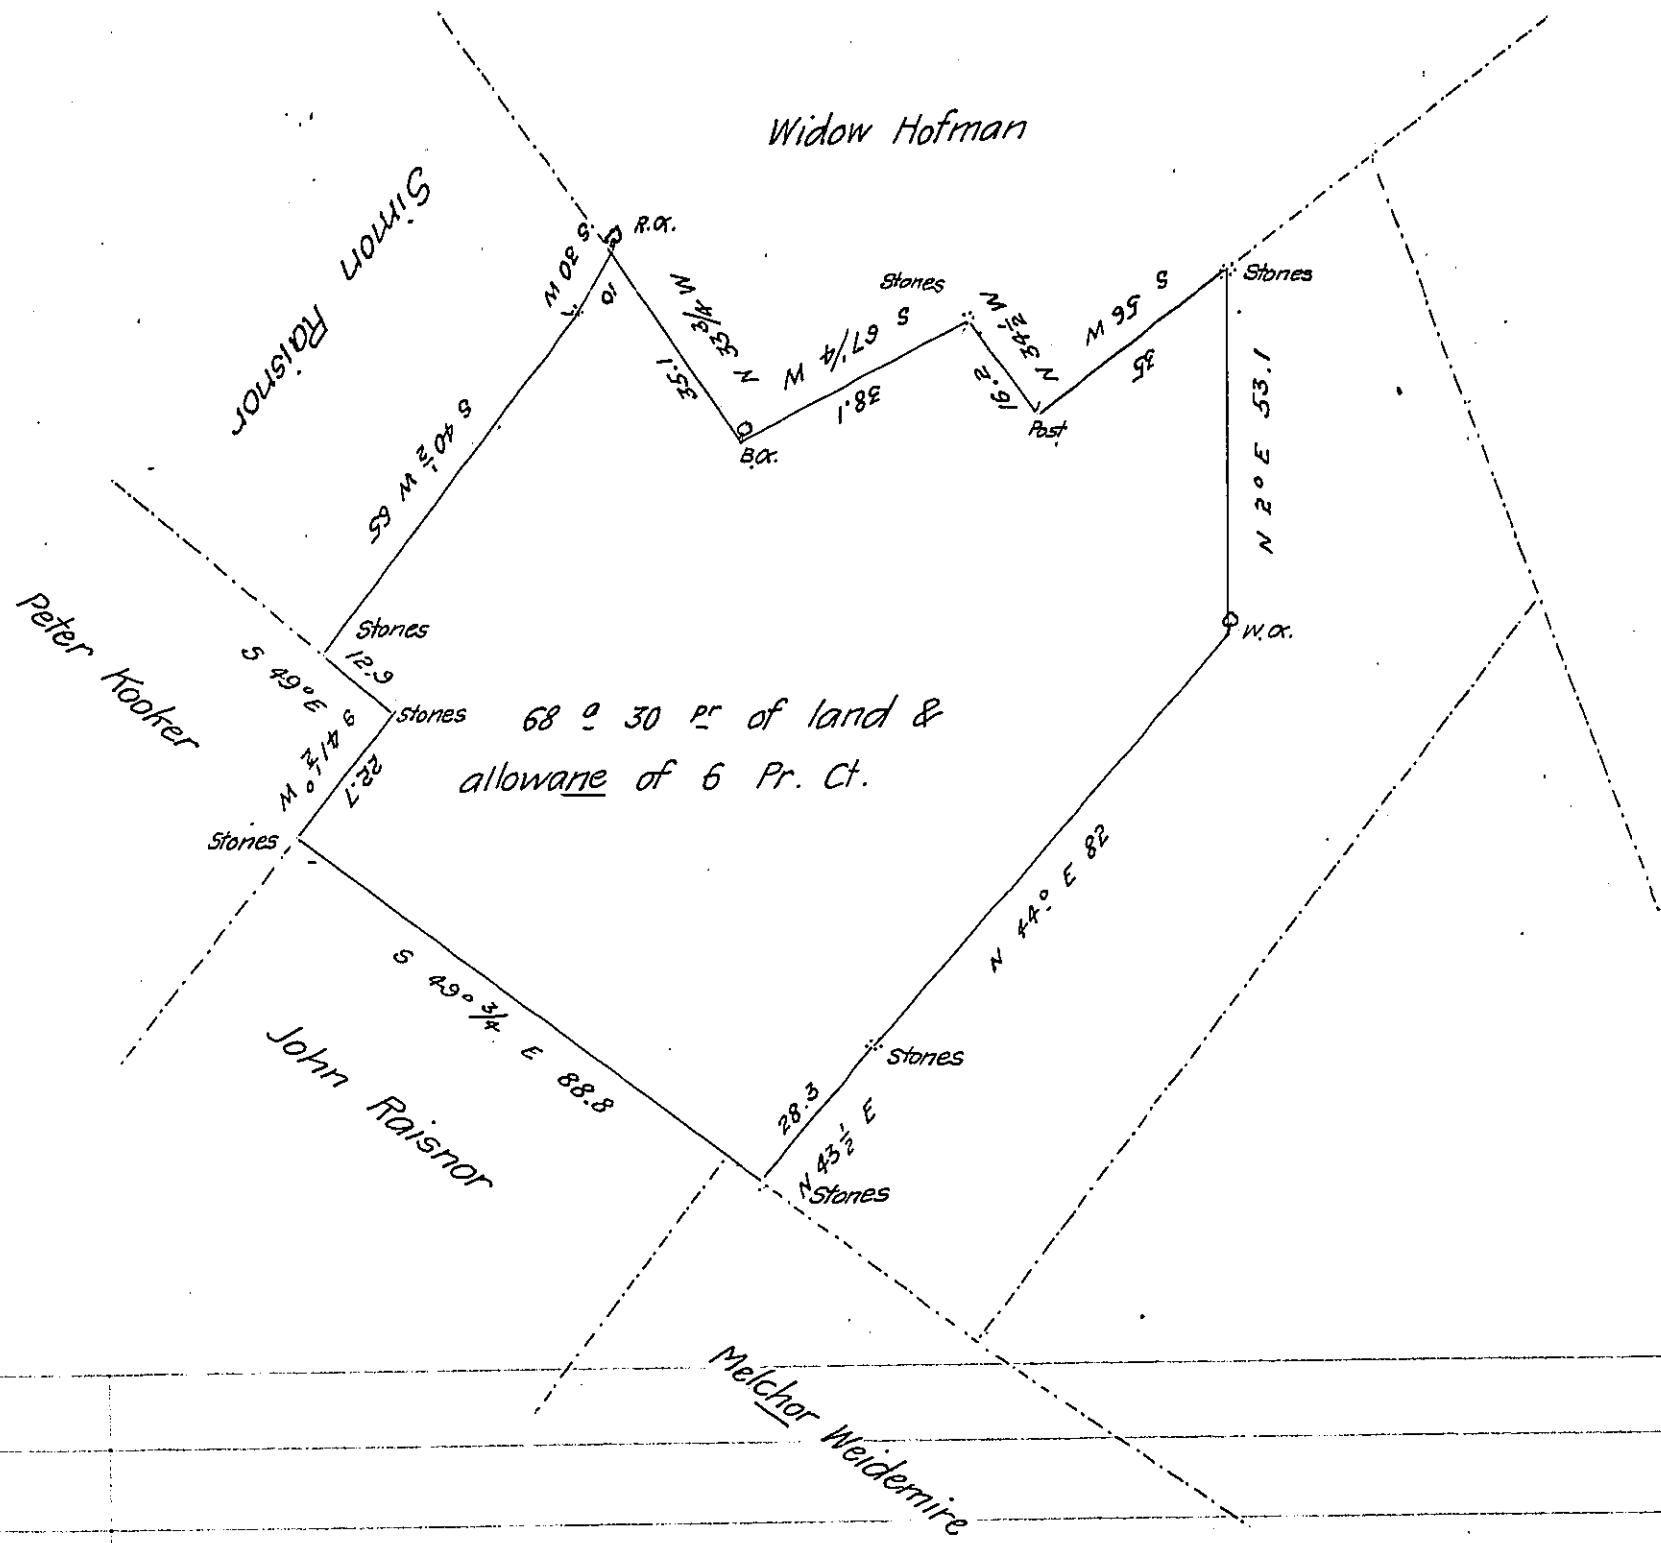 Widow Hofman
Simon Raisnor
R.O.
S 30 W
10
N 33 3/4 W
35.1
B.O.
Stones
S 67 1/4 W
38.1
N 34 1/2 W
16.2
Post
S 56 W
35
Stones
N 2° E 53.1
W.O.
S 40 1/2 W 65
Peter Kooker
Stones
12.9
S 49° E
Stones
S 41 1/2° W
22.7
Stones
68 a 30 pr of land &
allowane of 6 Pr. Ct.
N 44° E 82
Stones
28.3
N 43 1/2 E
Stones
S 49° 3/4 E 88.8
John Raisnor
Melchor Weidemire